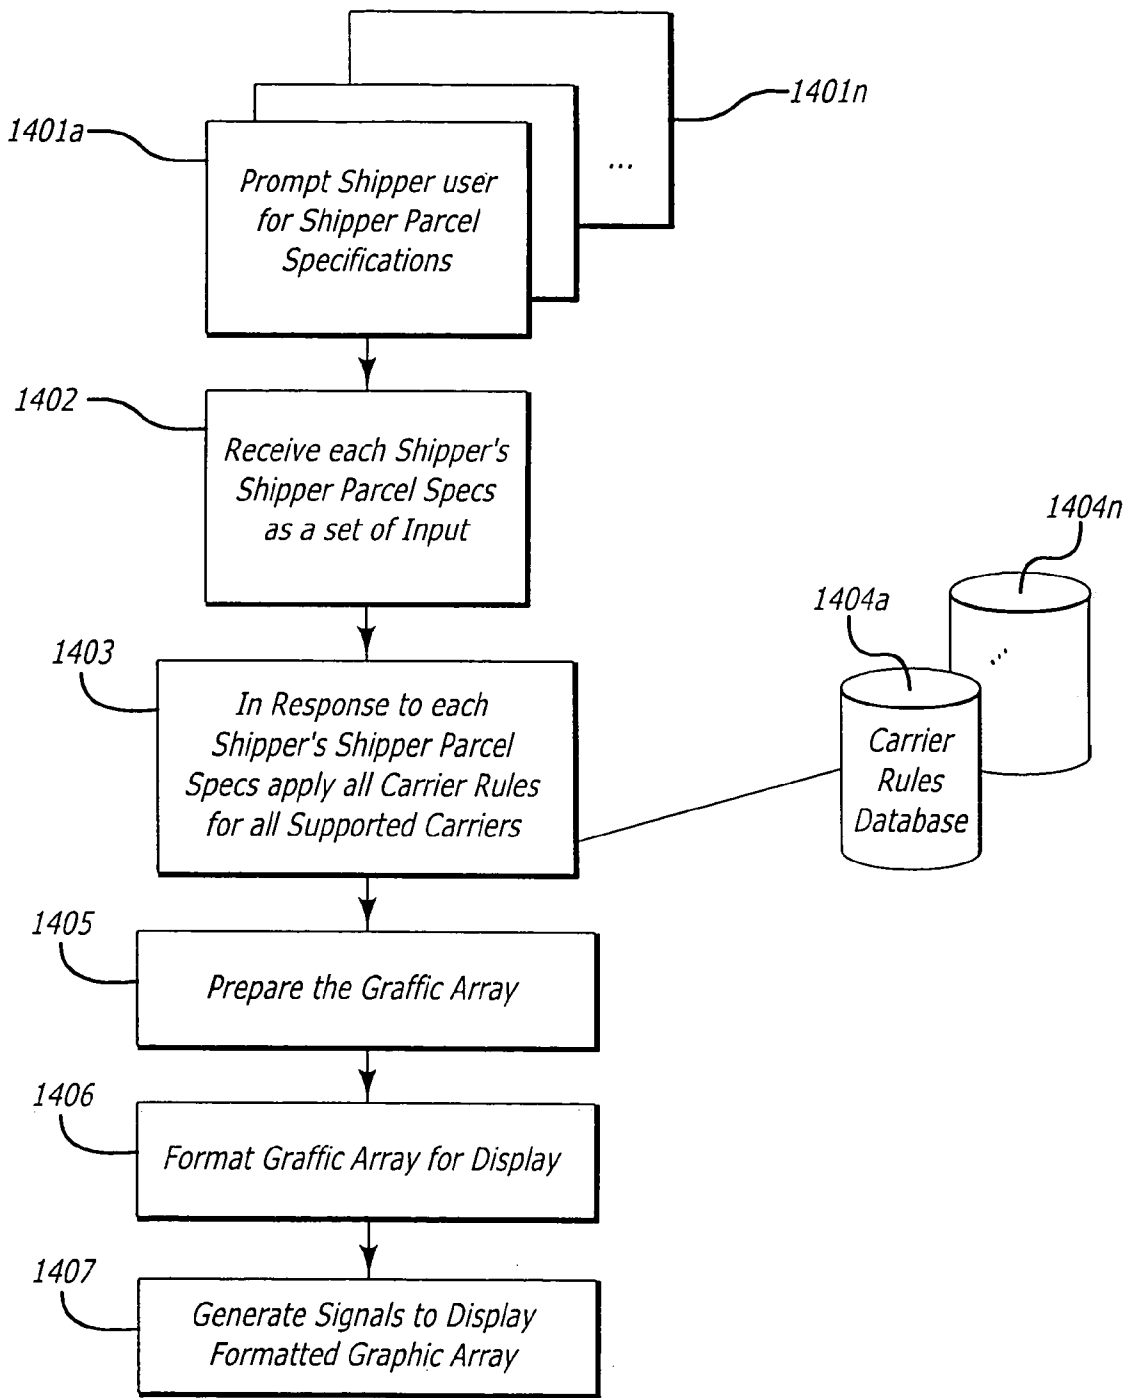 1401n
1401a
...
Prompt Shipper user
for Shipper Parcel
Specifications
1402
Receive each Shipper's
Shipper Parcel Specs
as a set of Input
1404n
1404a
...
Carrier
Rules
Database
1403
In Response to each
Shipper's Shipper Parcel
Specs apply all Carrier Rules
for all Supported Carriers
1405
Prepare the Graffic Array
1406
Format Graffic Array for Display
1407
Generate Signals to Display
Formatted Graphic Array